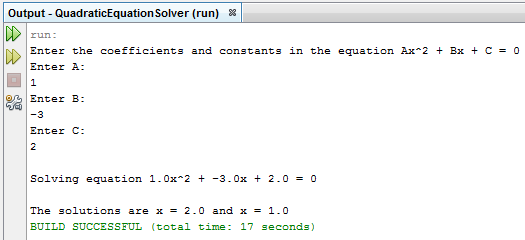 Output - QuadraticEquationSolver (run)
run:
Enter the coefficients and constants in the equation Ax^2 + Bx + C = 0
Enter A:
1
Enter B:
-3
Enter C:
2
Solving equation 1.0x^2 + -3.0x + 2.0 = 0
The solutions are x = 2.0 and x = 1.0
BUILD SUCCESSFUL (total time: 17 seconds)